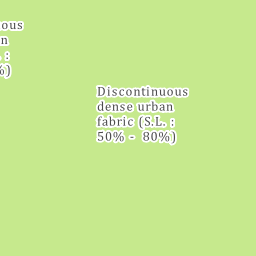 ous
n
:
%)
Discontinuous
dense urban
fabric (S.L. :
50% - 80%)